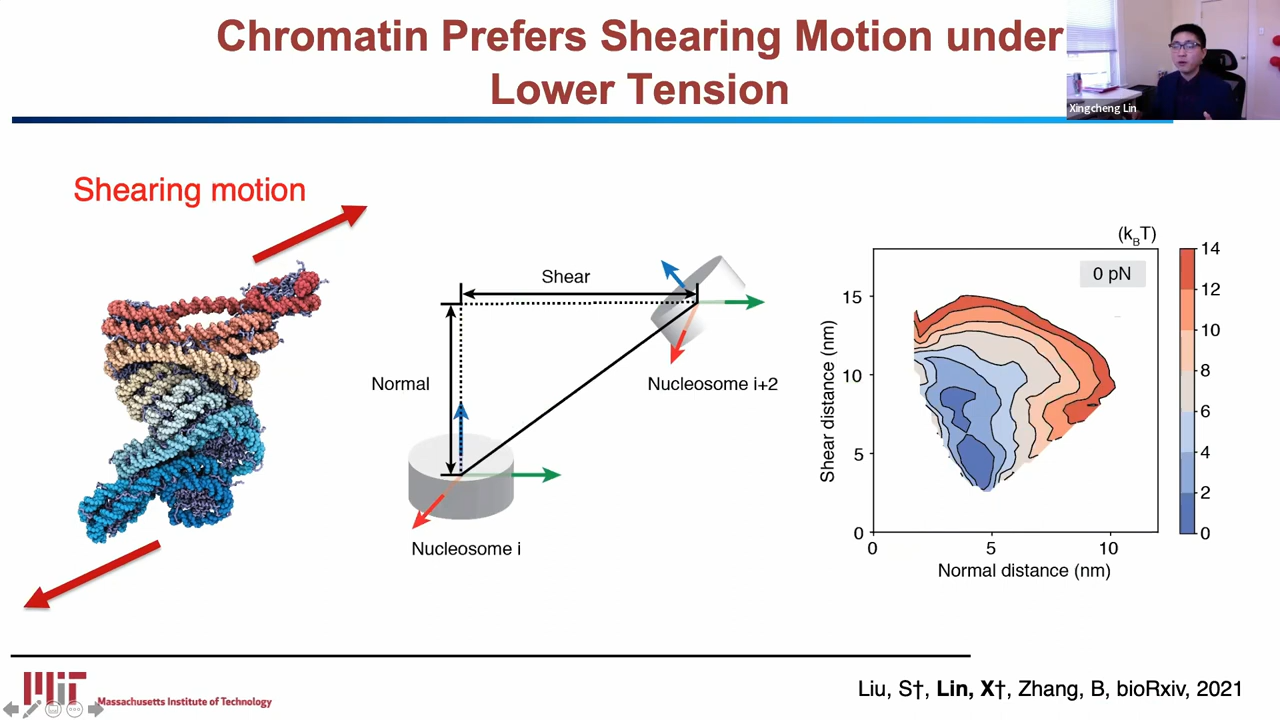 Chromatin Prefers Shearing Motion under
Lower Tension
Xingcheng Lin
Shearing motion
Shear
Normal
Nucleosome i+2
Nucleosome i
(kBT)
0 pN
14
12
10
8
6
4
2
0
15
10
5
0
0
5
10
Shear distance (nm)
Normal distance (nm)
MIT
Massachusetts Institute of Technology
Liu, S†, Lin, X†, Zhang, B, bioRxiv, 2021